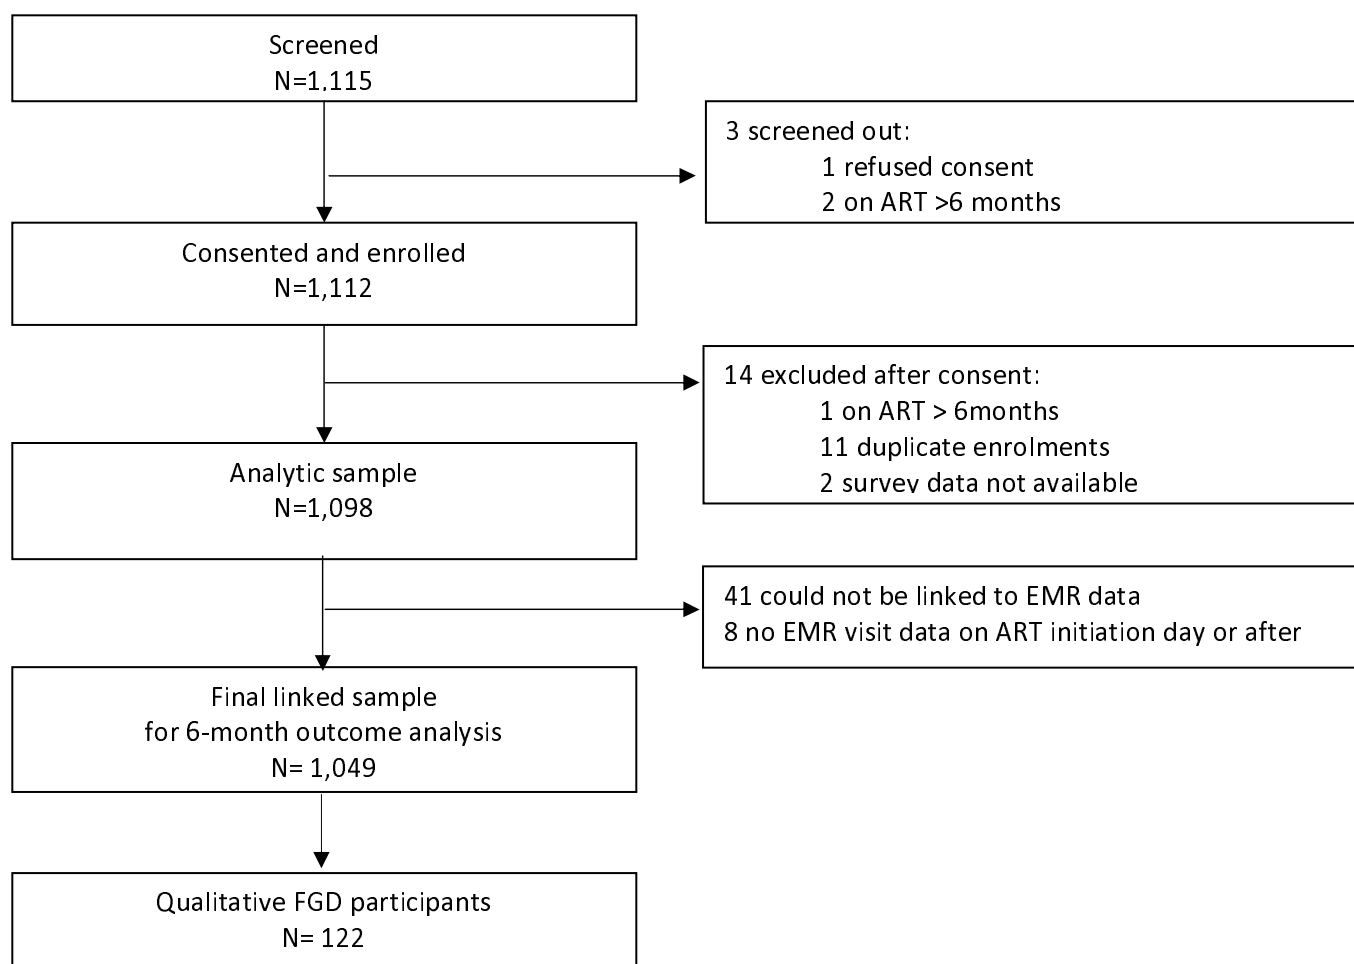 Screened
N=1,115
3 screened out:
1 refused consent
2 on ART >6 months
Consented and enrolled
N=1,112
14 excluded after consent:
1 on ART > 6months
11 duplicate enrolments
2 survey data not available
Analytic sample
N=1,098
41 could not be linked to EMR data
8 no EMR visit data on ART initiation day or after
Final linked sample
for 6-month outcome analysis
N= 1,049
Qualitative FGD participants
N= 122